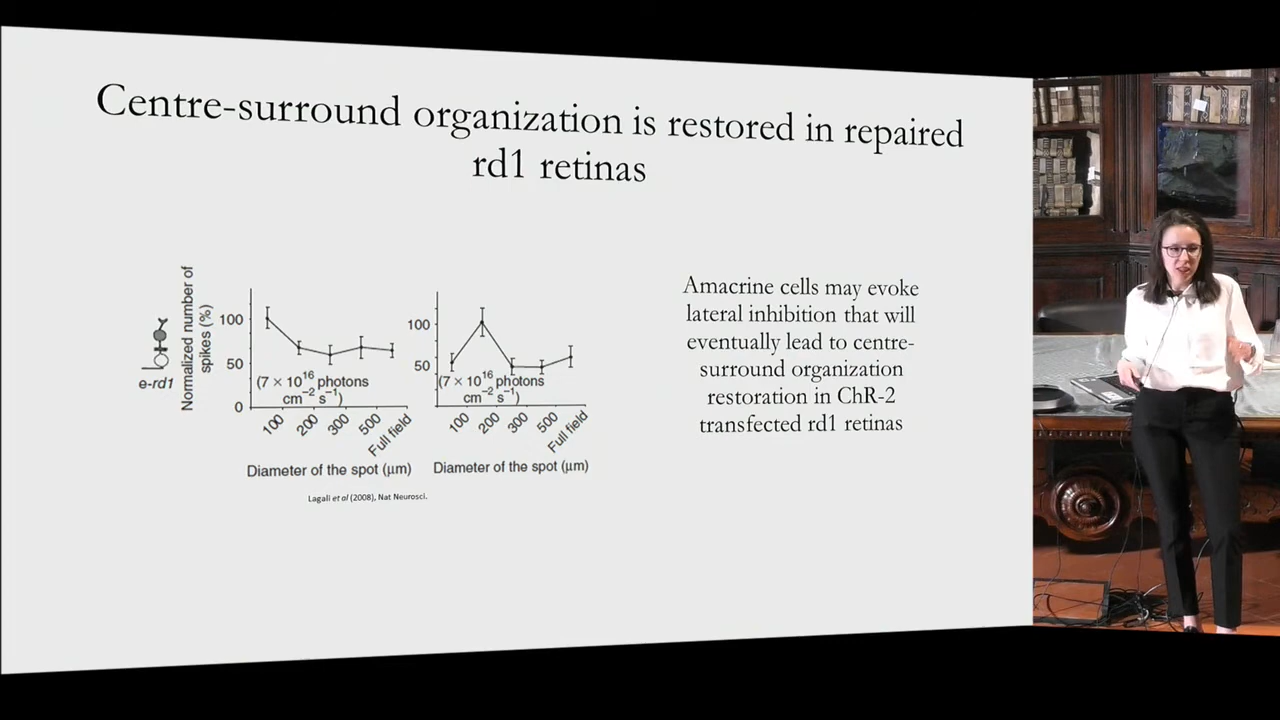 Centre-surround organization is restored in repaired
rd1 retinas
e-rd1
Normalized number of
spikes (%)
100
50
0
(7 × 10¹⁶ photons
cm⁻² s⁻¹)
100
200
300
500
Full field
Diameter of the spot (µm)
100
50
(7 × 10¹⁶ photons
cm⁻² s⁻¹)
100
200
300
500
Full field
Diameter of the spot (µm)
Lagali et al (2008), Nat Neurosci.
Amacrine cells may evoke
lateral inhibition that will
eventually lead to centre-
surround organization
restoration in ChR-2
transfected rd1 retinas